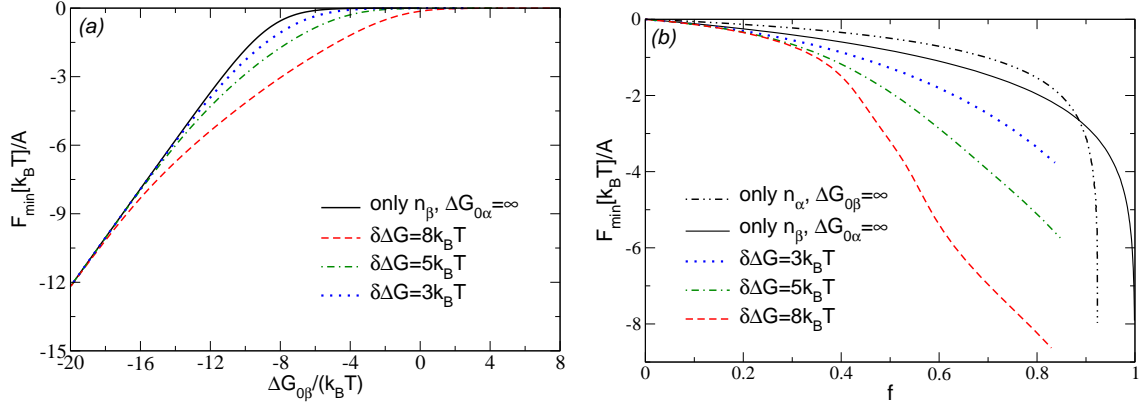 (a)
0
-3
-6
-9
-12
-15
F_min[k_BT]/A
only n_β, ΔG_0α=∞
δΔG=8k_BT
δΔG=5k_BT
δΔG=3k_BT
-20 -16 -12 -8 -4 0 4 8
ΔG_0β/(k_BT)
(b)
0
-2
-4
-6
-8
F_min[k_BT]/A
only n_α, ΔG_0β=∞
only n_β, ΔG_0α=∞
δΔG=3k_BT
δΔG=5k_BT
δΔG=8k_BT
0 0.2 0.4 0.6 0.8 1
f